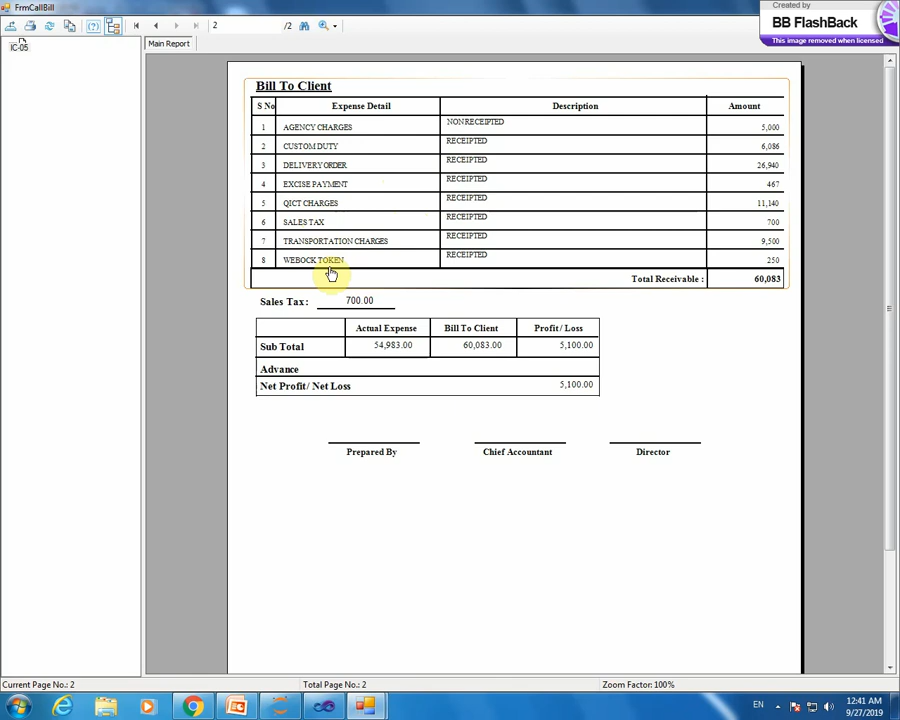 FrmCallBill
Created by
BB FlashBack
This image removed when licensed
2 /2
IC-05
Main Report
Bill To Client
S No Expense Detail Description Amount
1 AGENCY CHARGES NON RECEIPTED 5,000
2 CUSTOM DUTY RECEIPTED 6,086
3 DELIVERY ORDER RECEIPTED 26,940
4 EXCISE PAYMENT RECEIPTED 467
5 QICT CHARGES RECEIPTED 11,140
6 SALES TAX RECEIPTED 700
7 TRANSPORTATION CHARGES RECEIPTED 9,500
8 WEBOCK TOKEN RECEIPTED 250
Total Receivable : 60,083
Sales Tax: 700.00
Actual Expense Bill To Client Profit / Loss
Sub Total 54,983.00 60,083.00 5,100.00
Advance
Net Profit/ Net Loss 5,100.00
Prepared By Chief Accountant Director
Current Page No.: 2 Total Page No.: 2 Zoom Factor: 100%
EN 12:41 AM
9/27/2019